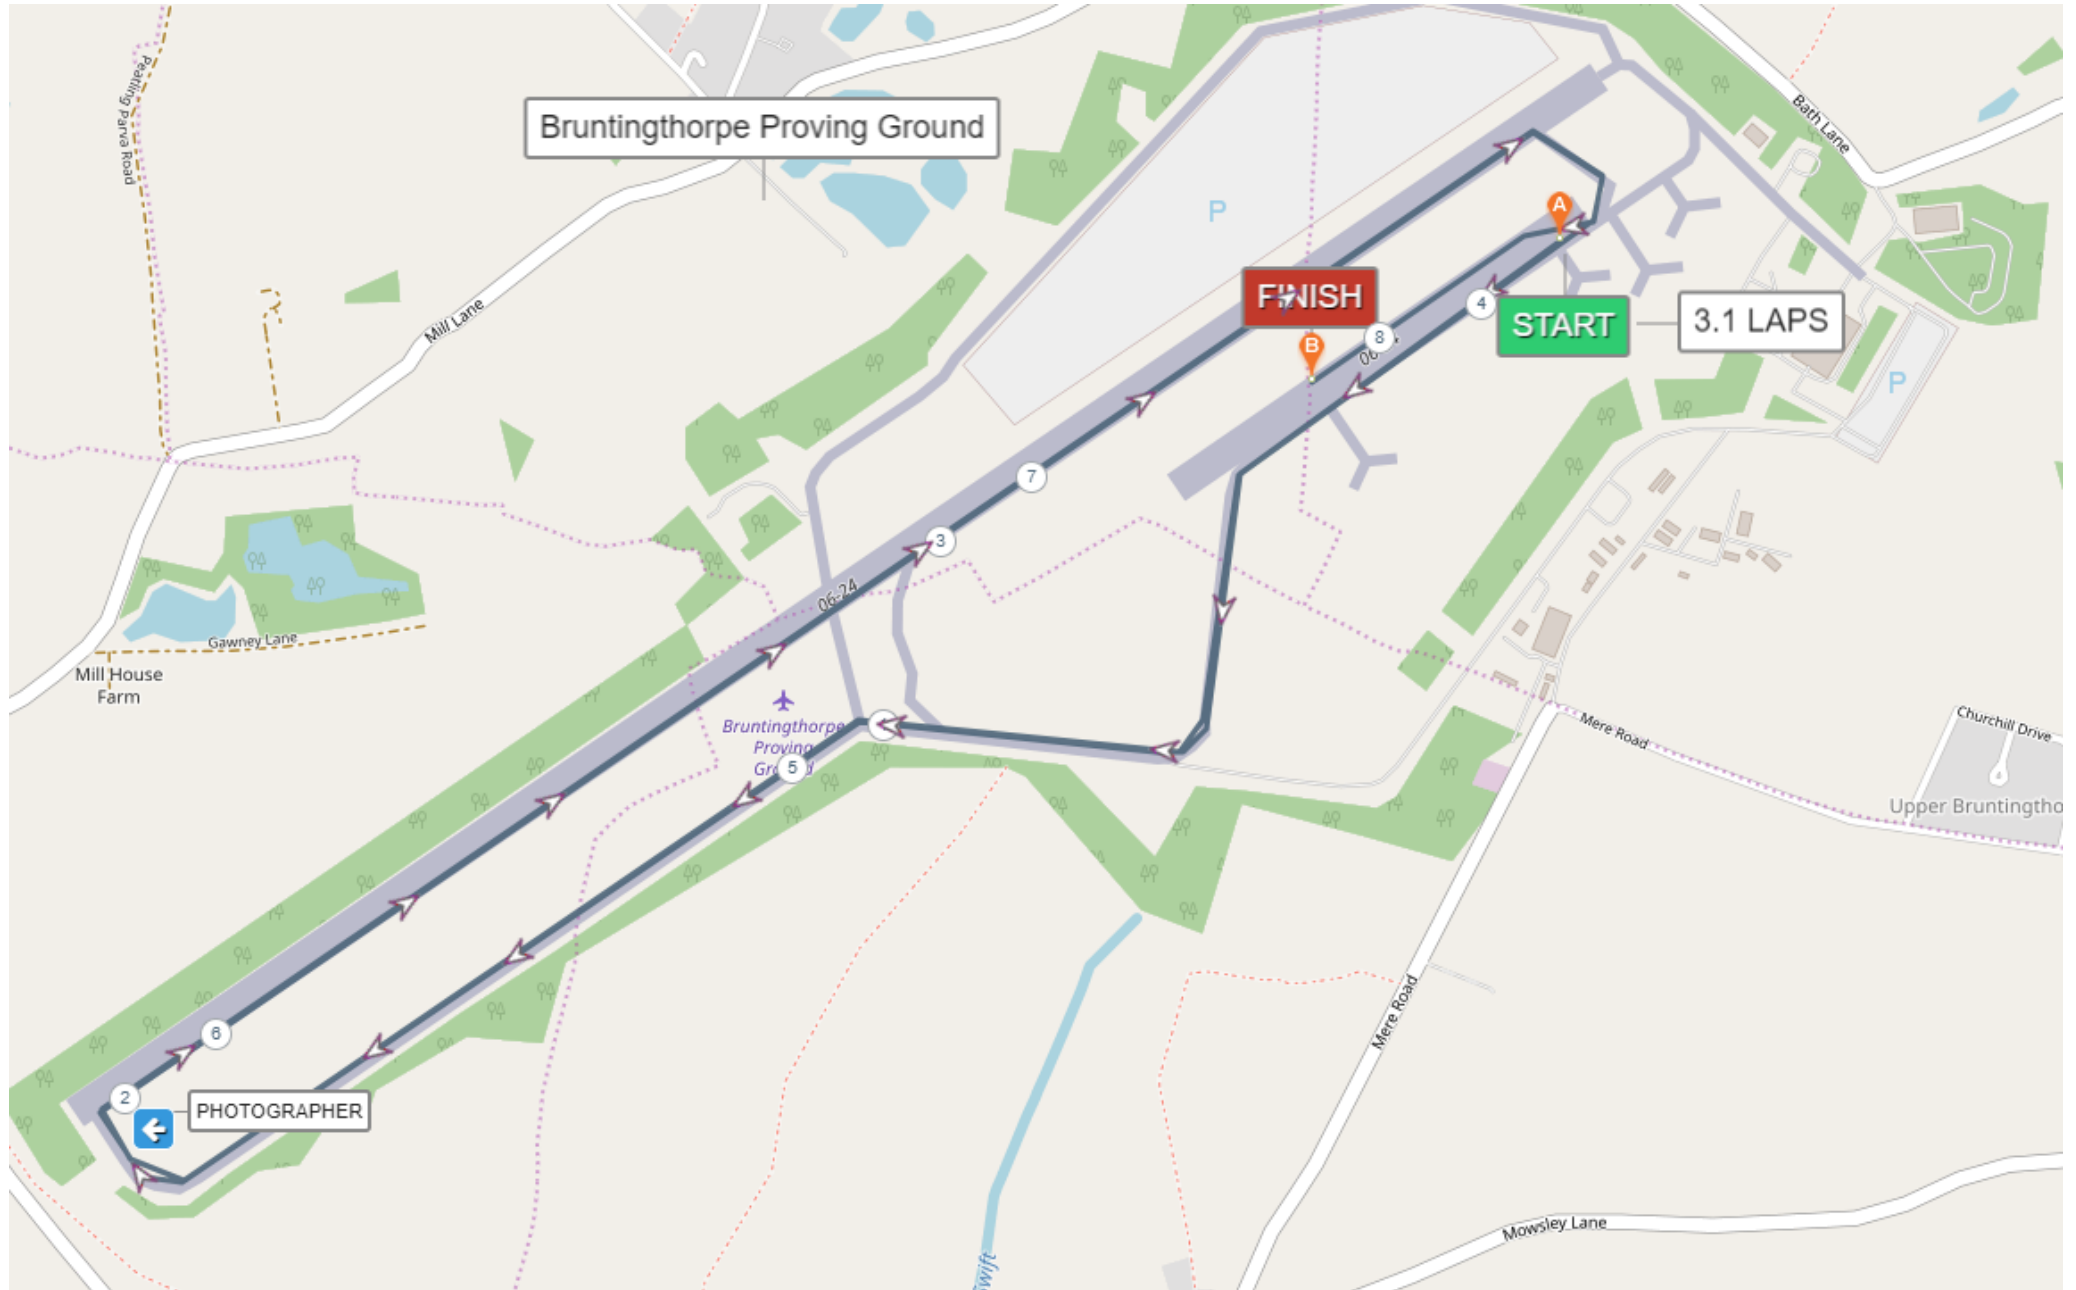 Peatling Parva Road
Bruntingthorpe Proving Ground
Bath Lane
P
A
FINISH
4
START
3.1 LAPS
Mill Lane
8
B
P
7
3
06-24
Gawney Lane
Mill House
Farm
Bruntingthorpe
Proving
5
Mere Road
Churchill Drive
Upper Bruntingtho
6
2
PHOTOGRAPHER
Mere Road
Mowsley Lane